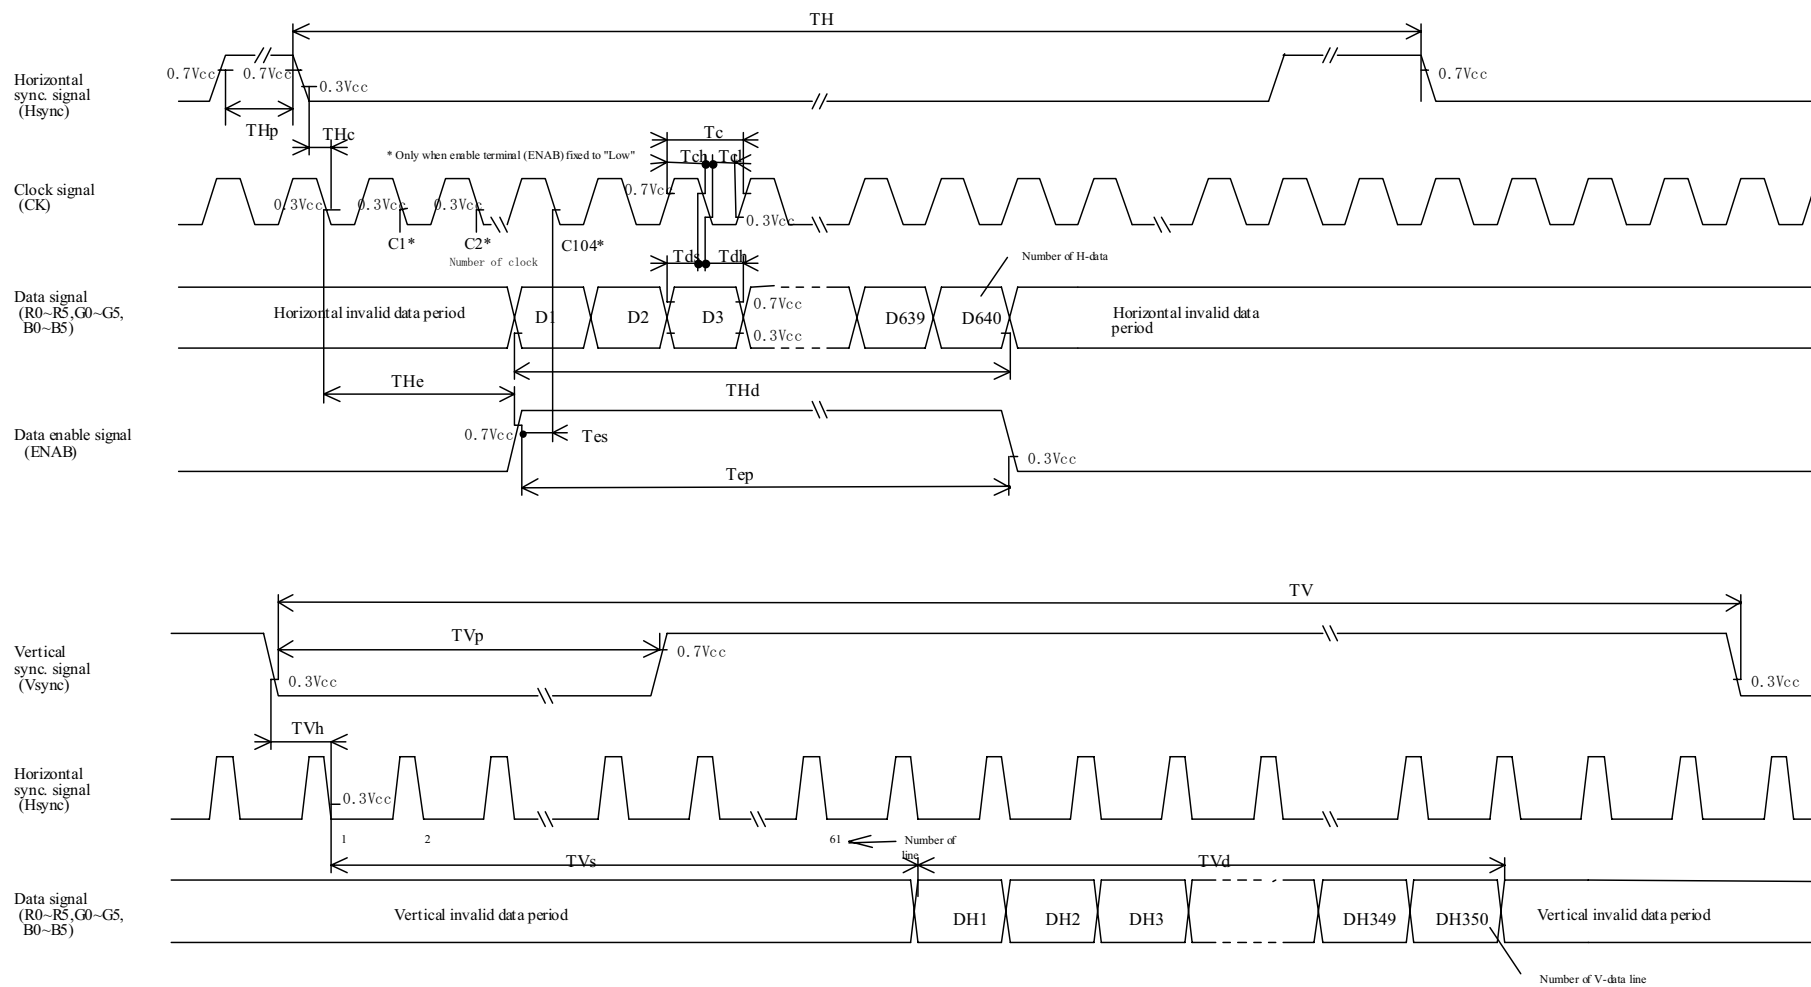 TH
0.7Vcc
0.7Vcc
0.7Vcc
Horizontal
sync. signal
(Hsync)
0.3Vcc
THp
THc
Tc
* Only when enable terminal (ENAB) fixed to "Low"
Tch
Tcl
Clock signal
(CK)
0.7Vcc
0.3Vcc
0.3Vcc
0.3Vcc
0.3Vcc
C1*
C2*
C104*
Number of clock
Tds
Tdh
Number of H-data
Data signal
(R0~R5,G0~G5,
B0~B5)
Horizontal invalid data period
D1
D2
D3
0.7Vcc
0.3Vcc
D639
D640
Horizontal invalid data
period
THe
THd
Data enable signal
(ENAB)
0.7Vcc
Tes
0.3Vcc
Tep
TV
TVp
Vertical
sync. signal
(Vsync)
0.7Vcc
0.3Vcc
0.3Vcc
TVh
Horizontal
sync. signal
(Hsync)
0.3Vcc
1
2
61
Number of
line
TVs
TVd
Data signal
(R0~R5,G0~G5,
B0~B5)
Vertical invalid data period
DH1
DH2
DH3
DH349
DH350
Vertical invalid data period
Number of V-data line